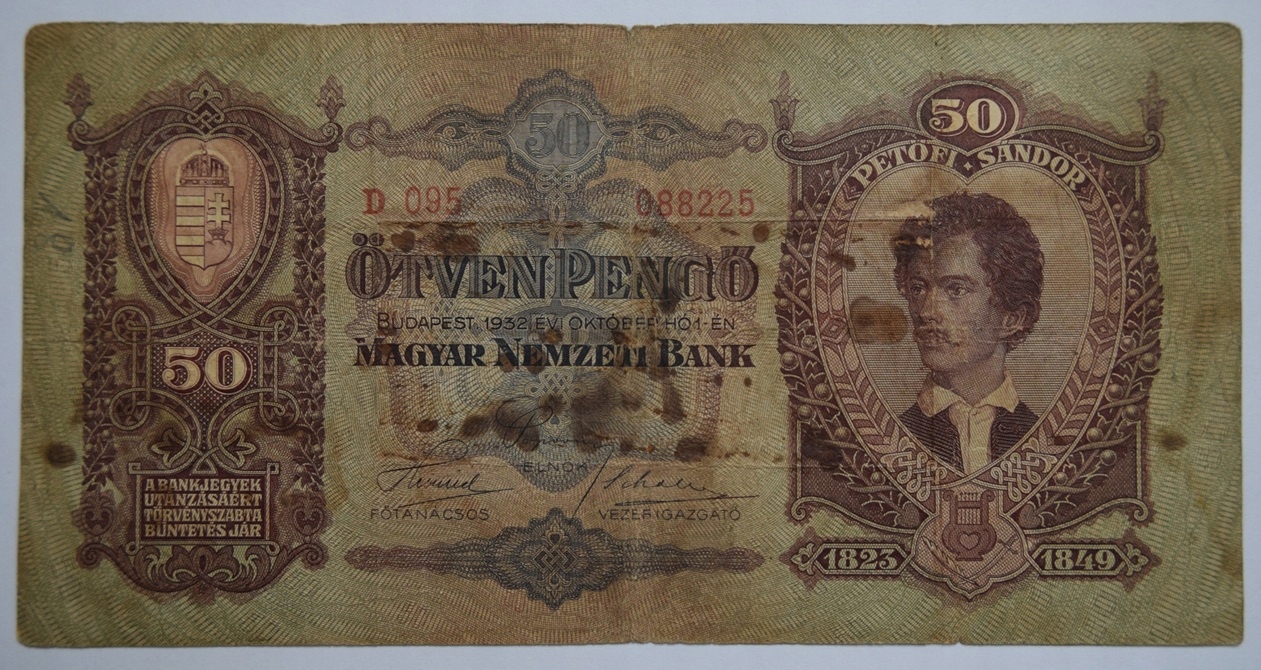 50
50
PETŐFI · SÁNDOR
D 095 088225
ÖTVEN PENGŐ
BUDAPEST, 1932. ÉVI OKTÓBER HÓ 1-ÉN
MAGYAR NEMZETI BANK
50
ELNÖK
FŐTANÁCSOS VEZÉRIGAZGATÓ
A BANKJEGYEK
UTÁNZÁSÁÉRT
TÖRVÉNYSZABTA
BÜNTETÉS JÁR
1823 1849